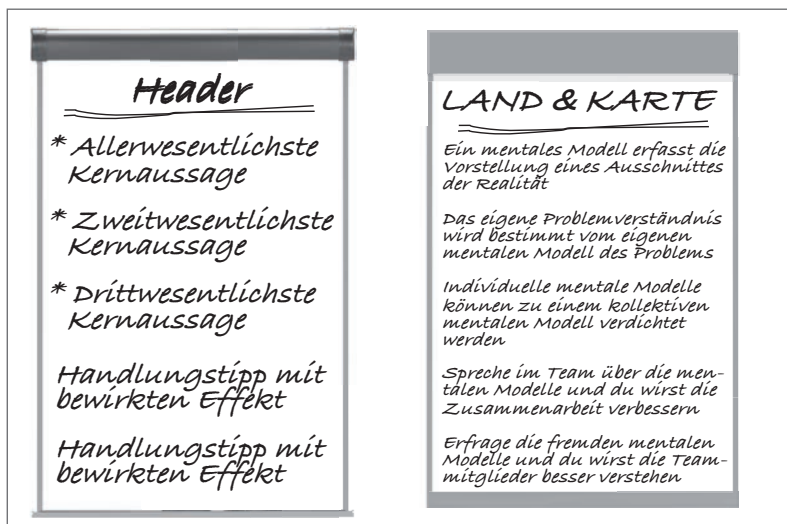 Header
* Allerwesentlichste
Kernaussage
* Zweitwesentlichste
Kernaussage
* Drittwesentlichste
Kernaussage
Handlungstipp mit
bewirkten Effekt
Handlungstipp mit
bewirkten Effekt
LAND & KARTE
Ein mentales Modell erfasst die
Vorstellung eines Ausschnittes
der Realität
Das eigene Problemverständnis
wird bestimmt vom eigenen
mentalen Modell des Problems
Individuelle mentale Modelle
können zu einem kollektiven
mentalen Modell verdichtet
werden
Spreche im Team über die men-
talen Modelle und du wirst die
Zusammenarbeit verbessern
Erfrage die fremden mentalen
Modelle und du wirst die Team-
mitglieder besser verstehen